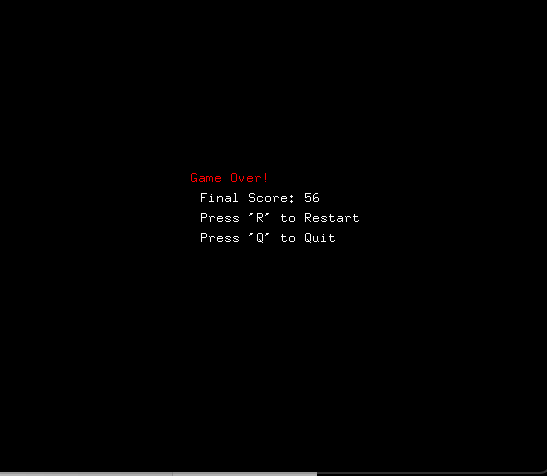 Game Over!
Final Score: 56
Press "R" to Restart
Press "Q" to Quit